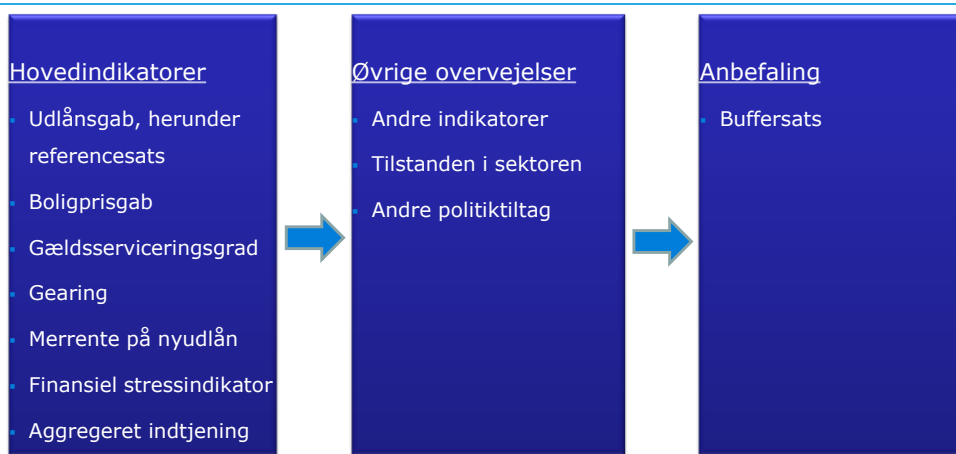 Hovedindikatorer
Udlånsgab, herunder
referencesats
Boligprisgab
Gældsserviceringsgrad
Gearing
Merrente på nyudlån
Finansiel stressindikator
Aggregeret indtjening
Øvrige overvejelser
Andre indikatorer
Tilstanden i sektoren
Andre politiktiltag
Anbefaling
Buffersats